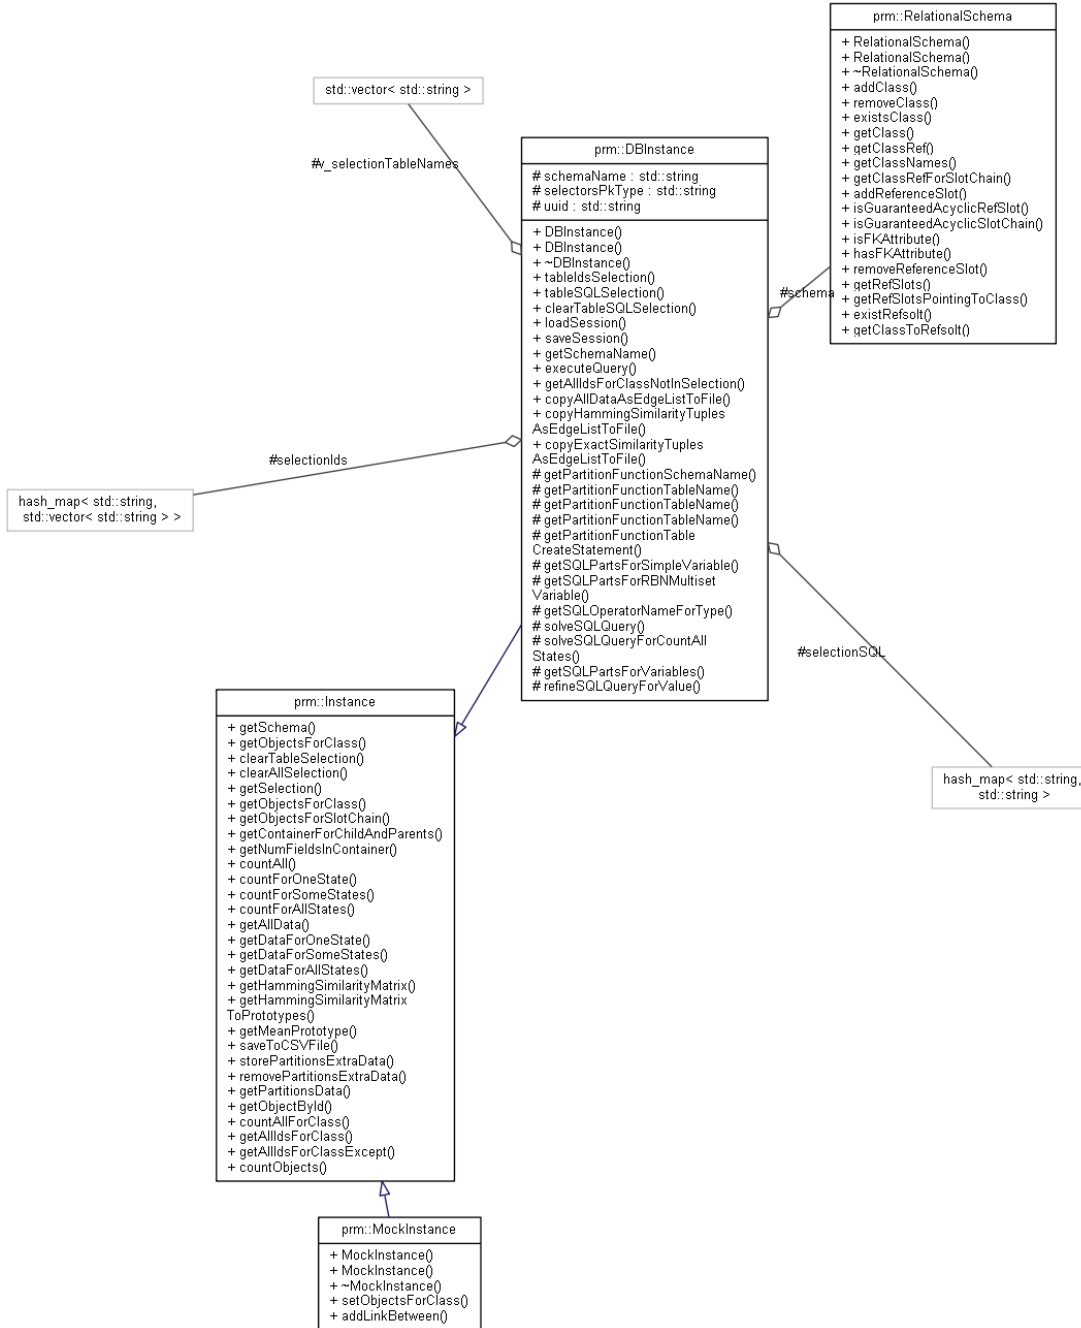 prm::RelationalSchema
+ RelationalSchema()
+ RelationalSchema()
+ ~RelationalSchema()
+ addClass()
+ removeClass()
+ existsClass()
+ getClass()
+ getClassRef()
+ getClassNames()
+ getClassRefForSlotChain()
+ addReferenceSlot()
+ isGuaranteedAcyclicRefSlot()
+ isGuaranteedAcyclicSlotChain()
+ isFKAttribute()
+ hasFKAttribute()
+ removeReferenceSlot()
+ getRefSlots()
+ getRefSlotsPointingToClass()
+ existRefsolt()
+ getClassToRefsolt()
std::vector< std::string >
#v_selectionTableNames
prm::DBInstance
# schemaName : std::string
# selectorsPkType : std::string
# uuid : std::string
+ DBInstance()
+ DBInstance()
+ ~DBInstance()
+ tableIdsSelection()
+ tableSQLSelection()
+ clearTableSQLSelection()
+ loadSession()
+ saveSession()
+ getSchemaName()
+ executeQuery()
+ getAllIdsForClassNotInSelection()
+ copyAllDataAsEdgeListToFile()
+ copyHammingSimilarityTuples
AsEdgeListToFile()
+ copyExactSimilarityTuples
AsEdgeListToFile()
# getPartitionFunctionSchemaName()
# getPartitionFunctionTableName()
# getPartitionFunctionTableName()
# getPartitionFunctionTableName()
# getPartitionFunctionTable
CreateStatement()
# getSQLPartsForSimpleVariable()
# getSQLPartsForRBNMultiset
Variable()
# getSQLOperatorNameForType()
# solveSQLQuery()
# solveSQLQueryForCountAll
States()
# getSQLPartsForVariables()
# refineSQLQueryForValue()
#schema
#selectionIds
hash_map< std::string,
std::vector< std::string > >
#selectionSQL
hash_map< std::string,
std::string >
prm::Instance
+ getSchema()
+ getObjectsForClass()
+ clearTableSelection()
+ clearAllSelection()
+ getSelection()
+ getObjectsForClass()
+ getObjectsForSlotChain()
+ getContainerForChildAndParents()
+ getNumFieldsInContainer()
+ countAll()
+ countForOneState()
+ countForSomeStates()
+ countForAllStates()
+ getAllData()
+ getDataForOneState()
+ getDataForSomeStates()
+ getDataForAllStates()
+ getHammingSimilarityMatrix()
+ getHammingSimilarityMatrix
ToPrototypes()
+ getMeanPrototype()
+ saveToCSVFile()
+ storePartitionsExtraData()
+ removePartitionsExtraData()
+ getPartitionsData()
+ getObjectById()
+ countAllForClass()
+ getAllIdsForClass()
+ getAllIdsForClassExcept()
+ countObjects()
prm::MockInstance
+ MockInstance()
+ MockInstance()
+ ~MockInstance()
+ setObjectsForClass()
+ addLinkBetween()